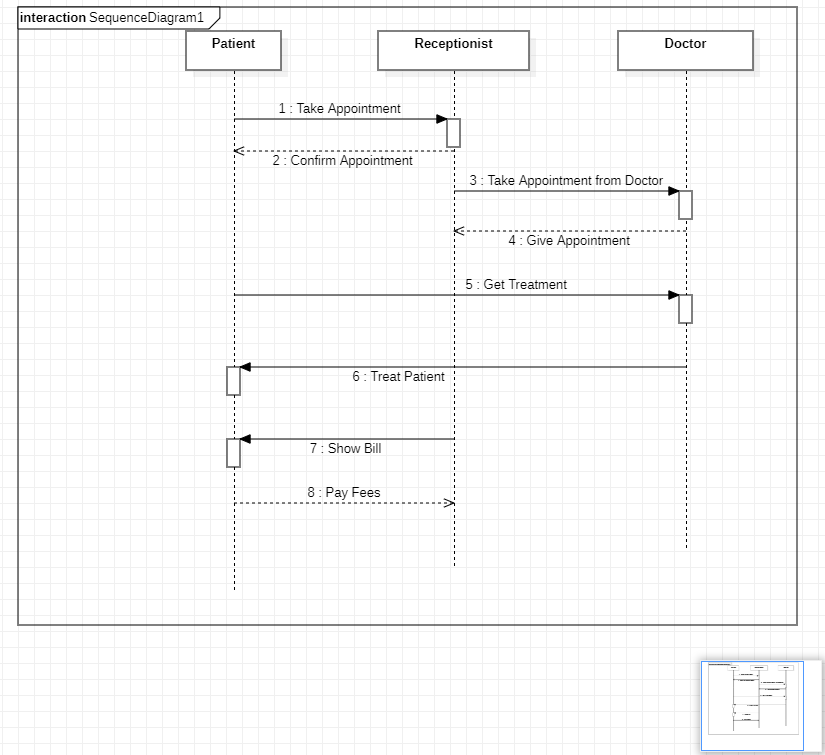 interaction SequenceDiagram1
Patient
Receptionist
Doctor
1 : Take Appointment
2 : Confirm Appointment
3 : Take Appointment from Doctor
4 : Give Appointment
5 : Get Treatment
6 : Treat Patient
7 : Show Bill
8 : Pay Fees